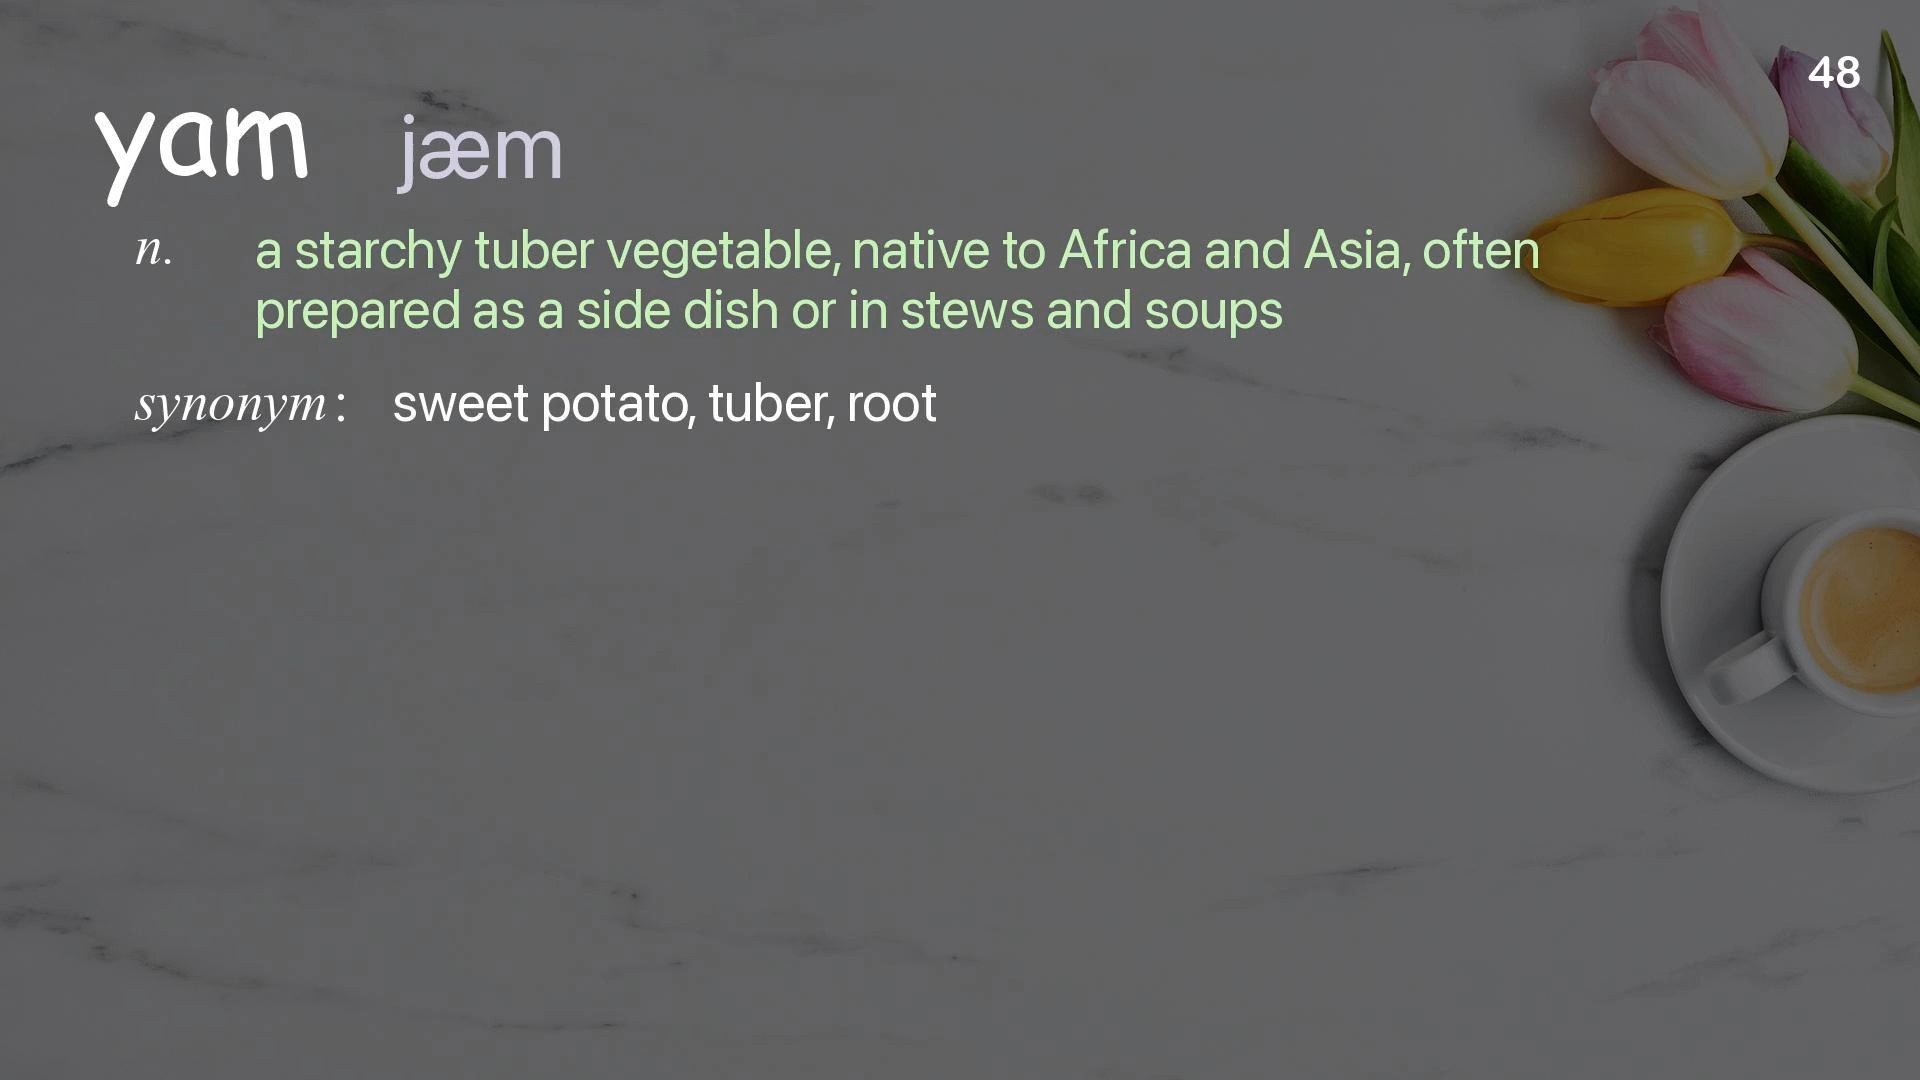 48
yam jæm
n. a starchy tuber vegetable, native to Africa and Asia, often
prepared as a side dish or in stews and soups
synonym: sweet potato, tuber, root